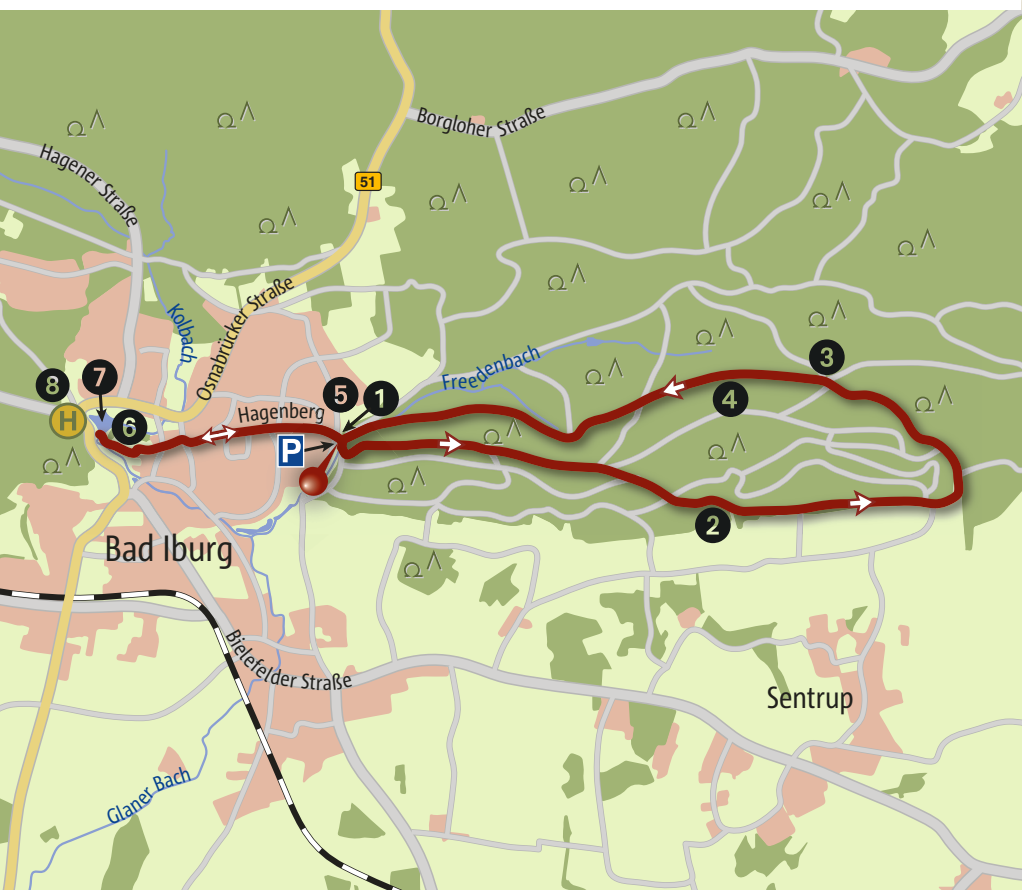 Borgloher Straße
Hagener Straße
51
Kolbach
Osnabrücker Straße
Freedenbach
3
8
7
5
1
4
H
6
Hagenberg
P
2
Bad Iburg
Bielefelder Straße
Sentrup
Glaner Bach